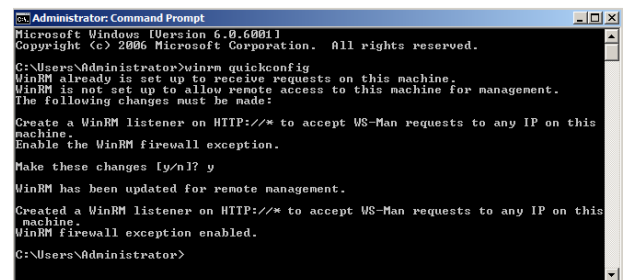 Administrator: Command Prompt
Microsoft Windows [Version 6.0.6001]
Copyright (c) 2006 Microsoft Corporation.  All rights reserved.
C:\Users\Administrator>winrm quickconfig
WinRM already is set up to receive requests on this machine.
WinRM is not set up to allow remote access to this machine for management.
The following changes must be made:
Create a WinRM listener on HTTP://* to accept WS-Man requests to any IP on this
machine.
Enable the WinRM firewall exception.
Make these changes [y/n]? y
WinRM has been updated for remote management.
Created a WinRM listener on HTTP://* to accept WS-Man requests to any IP on this
machine.
WinRM firewall exception enabled.
C:\Users\Administrator>